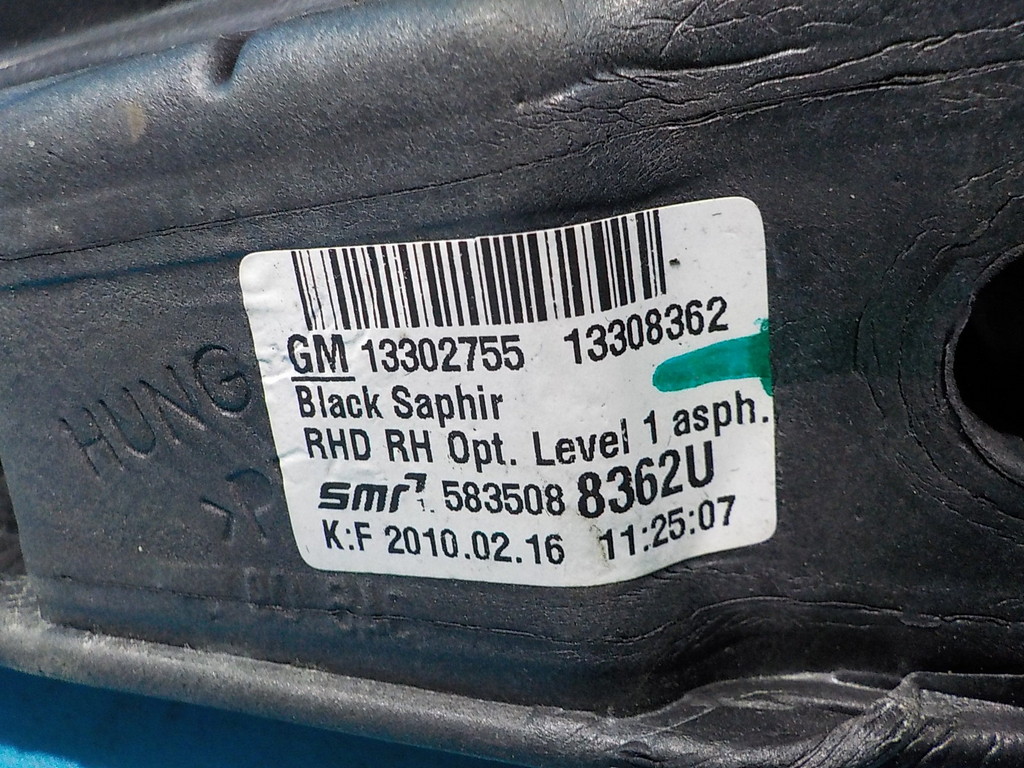 GM 13302755 13308362
Black Saphir
RHD RH Opt. Level 1 asph.
smr 1. 583508 8362U
K:F 2010.02.16 11:25:07
HUNG
>P